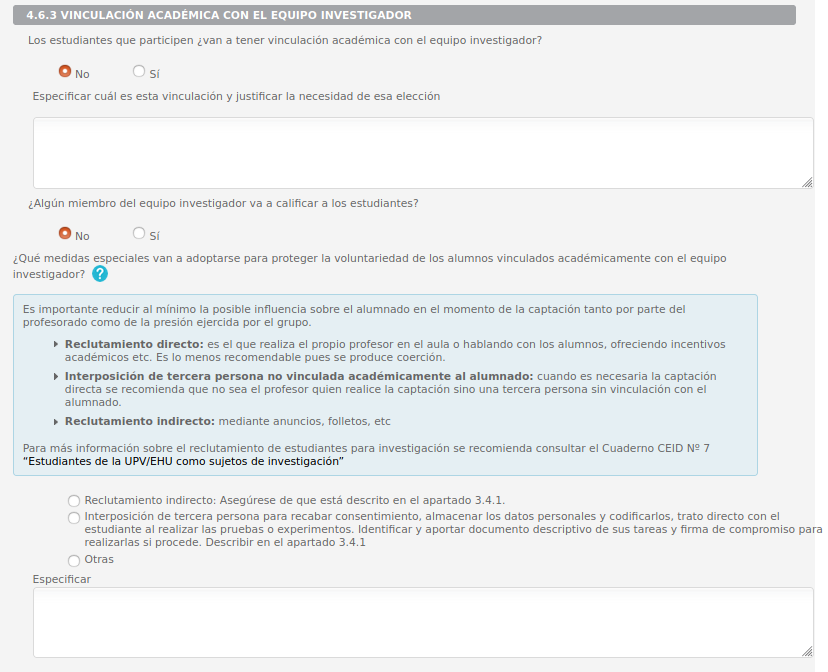 4.6.3 VINCULACIÓN ACADÉMICA CON EL EQUIPO INVESTIGADOR
Los estudiantes que participen ¿van a tener vinculación académica con el equipo investigador?
No Sí
Especificar cuál es esta vinculación y justificar la necesidad de esa elección
¿Algún miembro del equipo investigador va a calificar a los estudiantes?
No Sí
¿Qué medidas especiales van a adoptarse para proteger la voluntariedad de los alumnos vinculados académicamente con el equipo
investigador? ?
Es importante reducir al mínimo la posible influencia sobre el alumnado en el momento de la captación tanto por parte del
profesorado como de la presión ejercida por el grupo.
Reclutamiento directo: es el que realiza el propio profesor en el aula o hablando con los alumnos, ofreciendo incentivos
académicos etc. Es lo menos recomendable pues se produce coerción.
Interposición de tercera persona no vinculada académicamente al alumnado: cuando es necesaria la captación
directa se recomienda que no sea el profesor quien realice la captación sino una tercera persona sin vinculación con el
alumnado.
Reclutamiento indirecto: mediante anuncios, folletos, etc
Para más información sobre el reclutamiento de estudiantes para investigación se recomienda consultar el Cuaderno CEID Nº 7
“Estudiantes de la UPV/EHU como sujetos de investigación”
Reclutamiento indirecto: Asegúrese de que está descrito en el apartado 3.4.1.
Interposición de tercera persona para recabar consentimiento, almacenar los datos personales y codificarlos, trato directo con el
estudiante al realizar las pruebas o experimentos. Identificar y aportar documento descriptivo de sus tareas y firma de compromiso para
realizarlas si procede. Describir en el apartado 3.4.1
Otras
Especificar